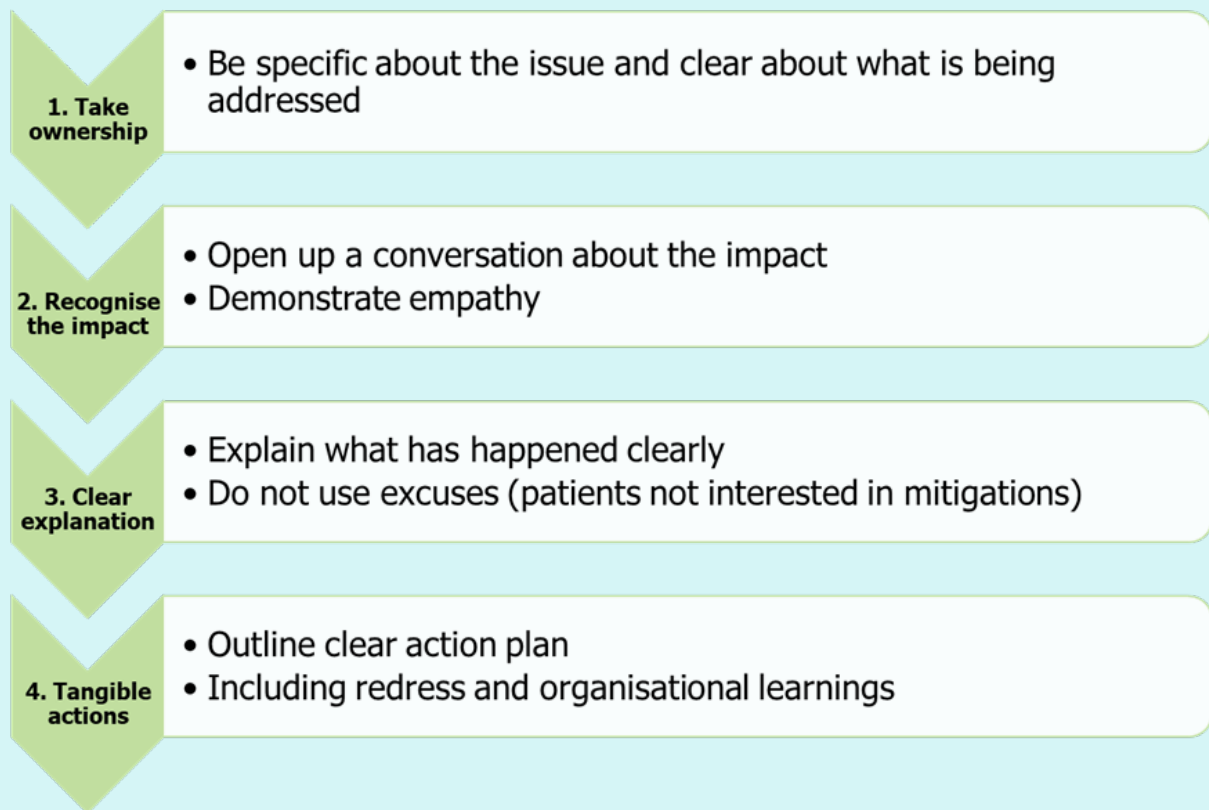 1. Take
ownership
• Be specific about the issue and clear about what is being
addressed
2. Recognise
the impact
• Open up a conversation about the impact
• Demonstrate empathy
3. Clear
explanation
• Explain what has happened clearly
• Do not use excuses (patients not interested in mitigations)
4. Tangible
actions
• Outline clear action plan
• Including redress and organisational learnings